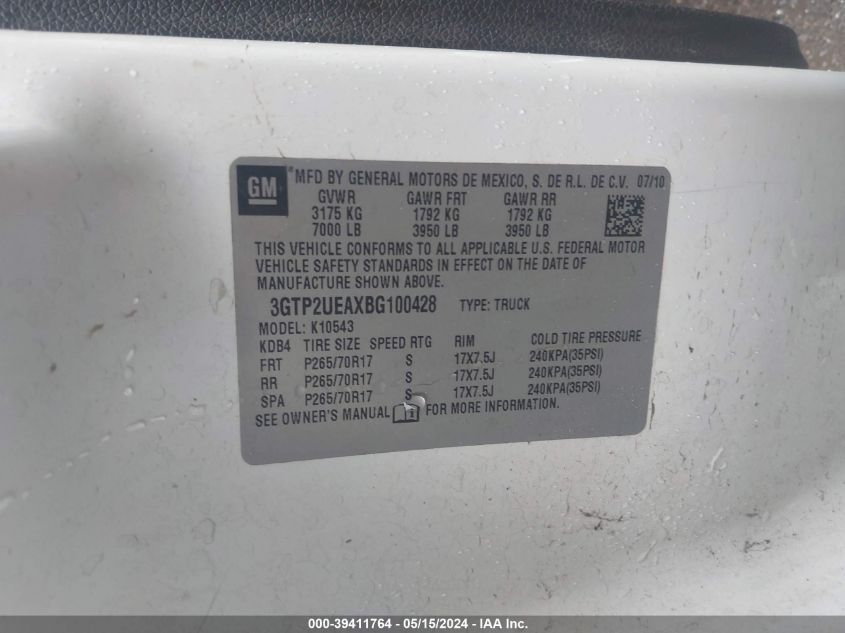 GM
MFD BY GENERAL MOTORS DE MEXICO, S. DE R.L. DE C.V. 07/10
GVWR GAWR FRT GAWR RR
3175 KG 1792 KG 1792 KG
7000 LB 3950 LB 3950 LB
THIS VEHICLE CONFORMS TO ALL APPLICABLE U.S. FEDERAL MOTOR
VEHICLE SAFETY STANDARDS IN EFFECT ON THE DATE OF
MANUFACTURE SHOWN ABOVE.
3GTP2UEAXBG100428 TYPE: TRUCK
MODEL: K10543
KDB4 TIRE SIZE SPEED RTG RIM COLD TIRE PRESSURE
FRT P265/70R17 S 17X7.5J 240KPA(35PSI)
RR P265/70R17 S 17X7.5J 240KPA(35PSI)
SPA P265/70R17 S 17X7.5J 240KPA(35PSI)
SEE OWNER'S MANUAL FOR MORE INFORMATION.
000-39411764 - 05/15/2024 - IAA Inc.